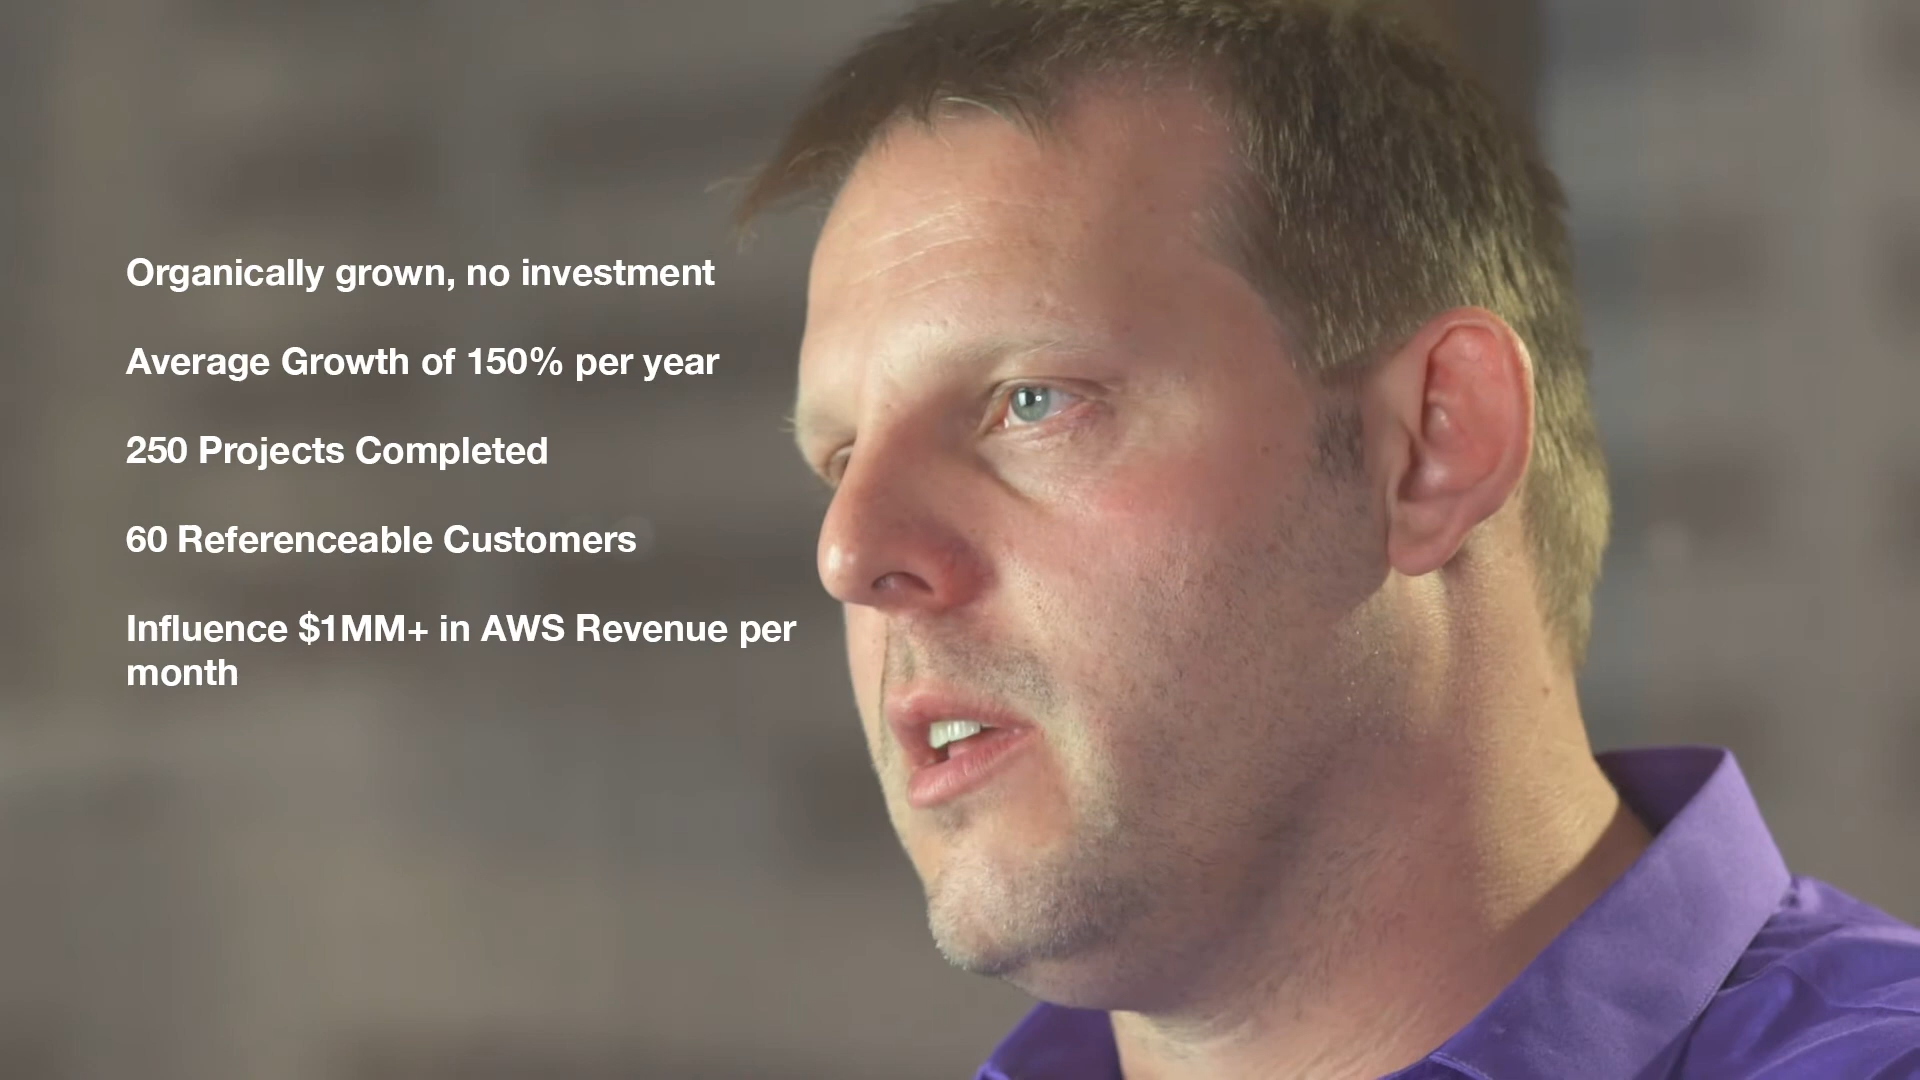 Organically grown, no investment
Average Growth of 150% per year
250 Projects Completed
60 Referenceable Customers
Influence $1MM+ in AWS Revenue per
month